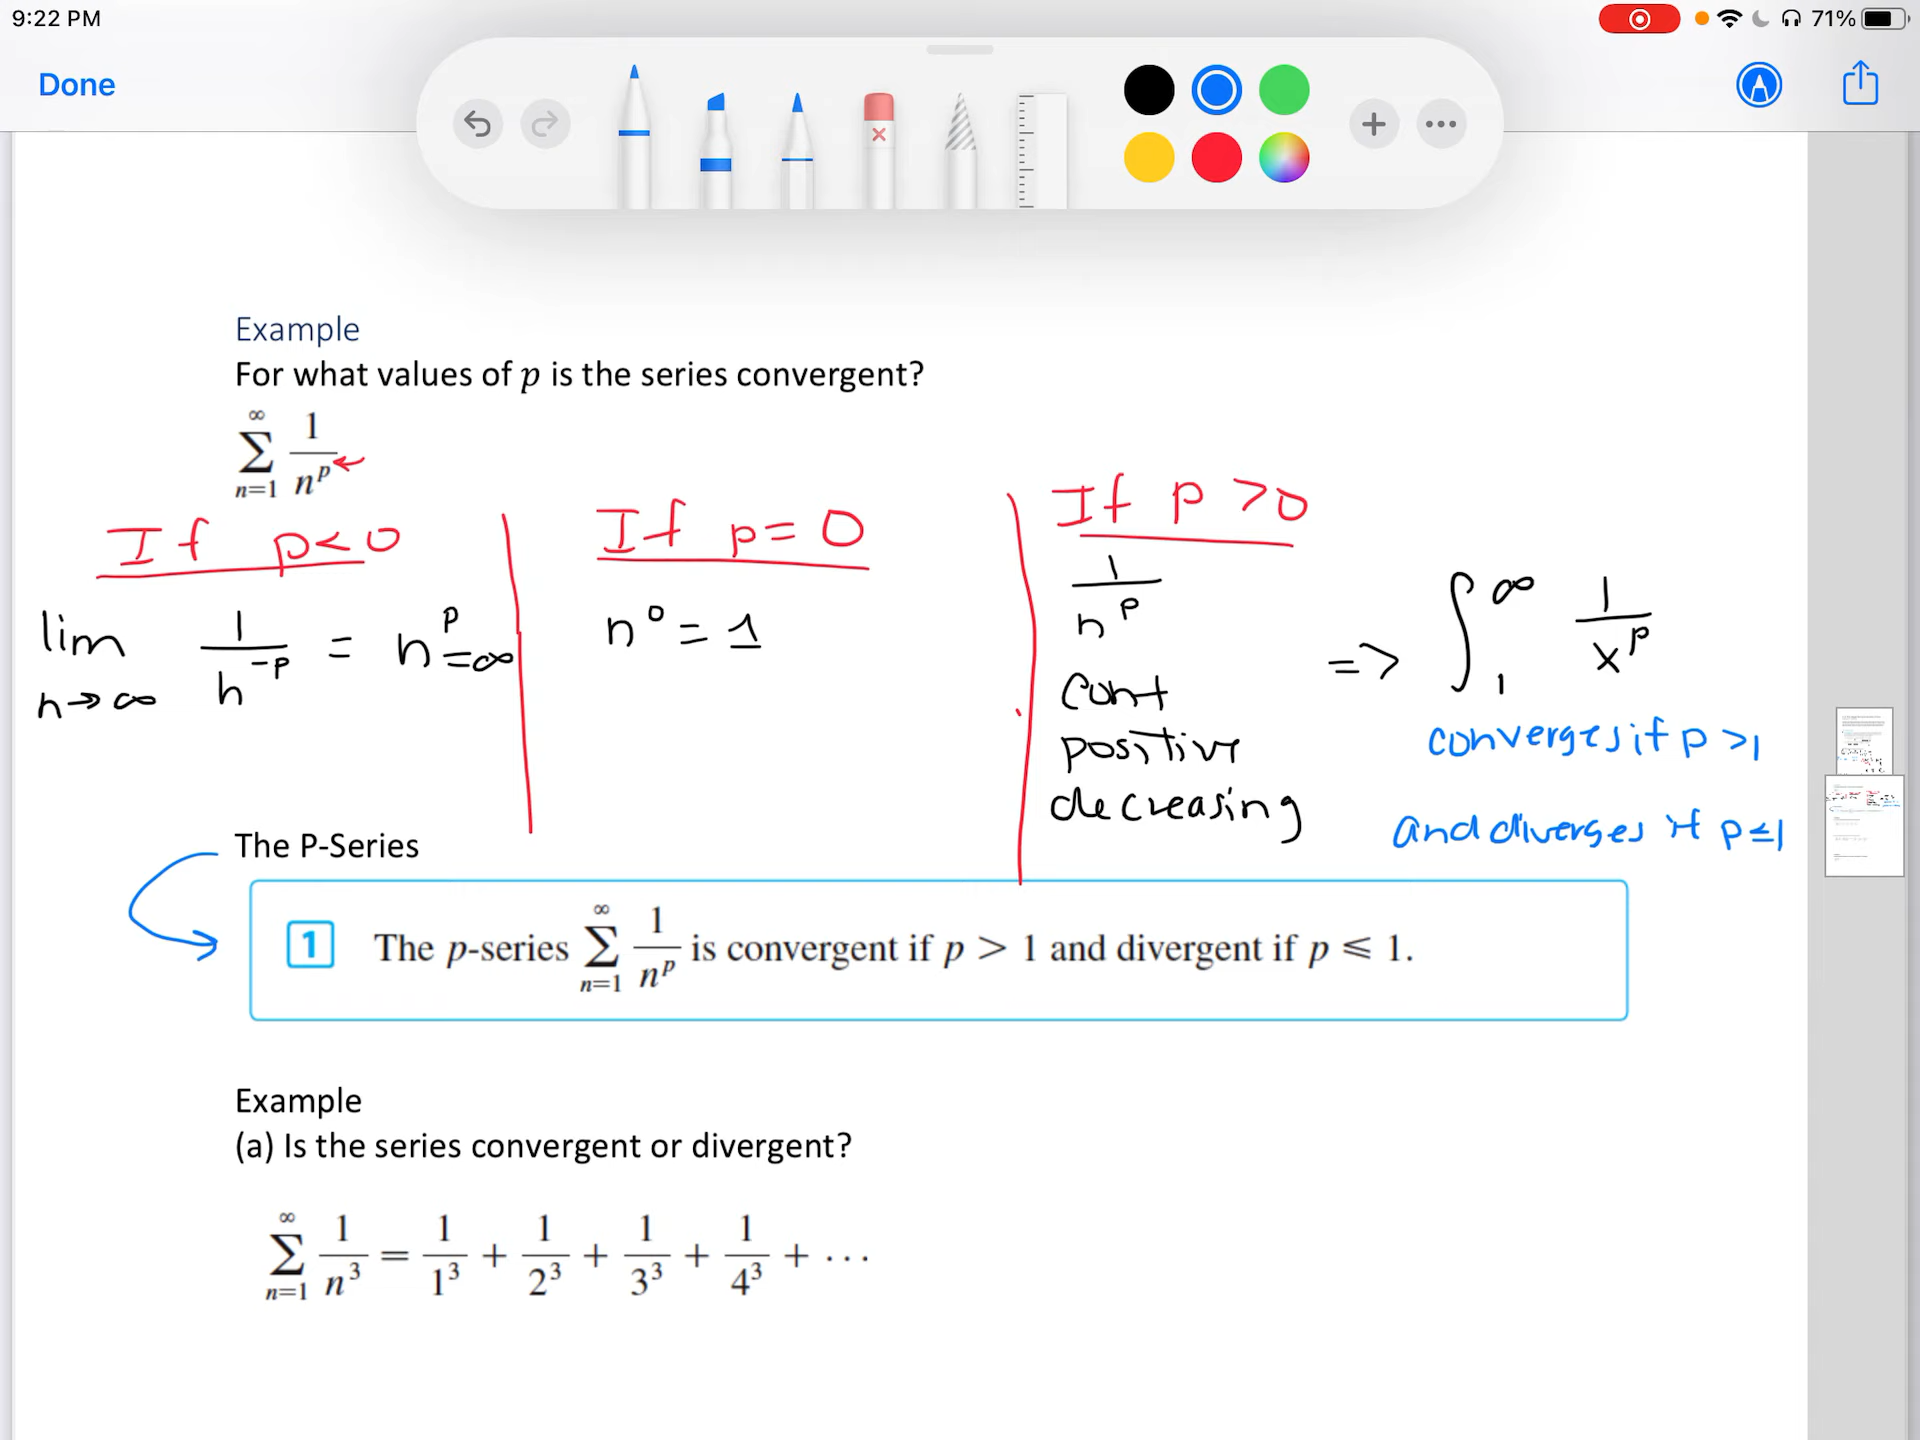 9:22 PM
71%
Done
Example
For what values of p is the series convergent?
∞ Σ n=1 1/n^p ←
If p<0
lim n→∞ 1/n^-p = n^p =∞
If p=0
n^0 = 1
If p>0
1/n^p
cont
positive
decreasing
=> ∫_1^∞ 1/x^p
converges if p >1
and diverges if p≤1
The P-Series
1 The p-series ∞ Σ n=1 1/n^p is convergent if p > 1 and divergent if p ⩽ 1.
Example
(a) Is the series convergent or divergent?
∞ Σ n=1 1/n^3 = 1/1^3 + 1/2^3 + 1/3^3 + 1/4^3 + ···